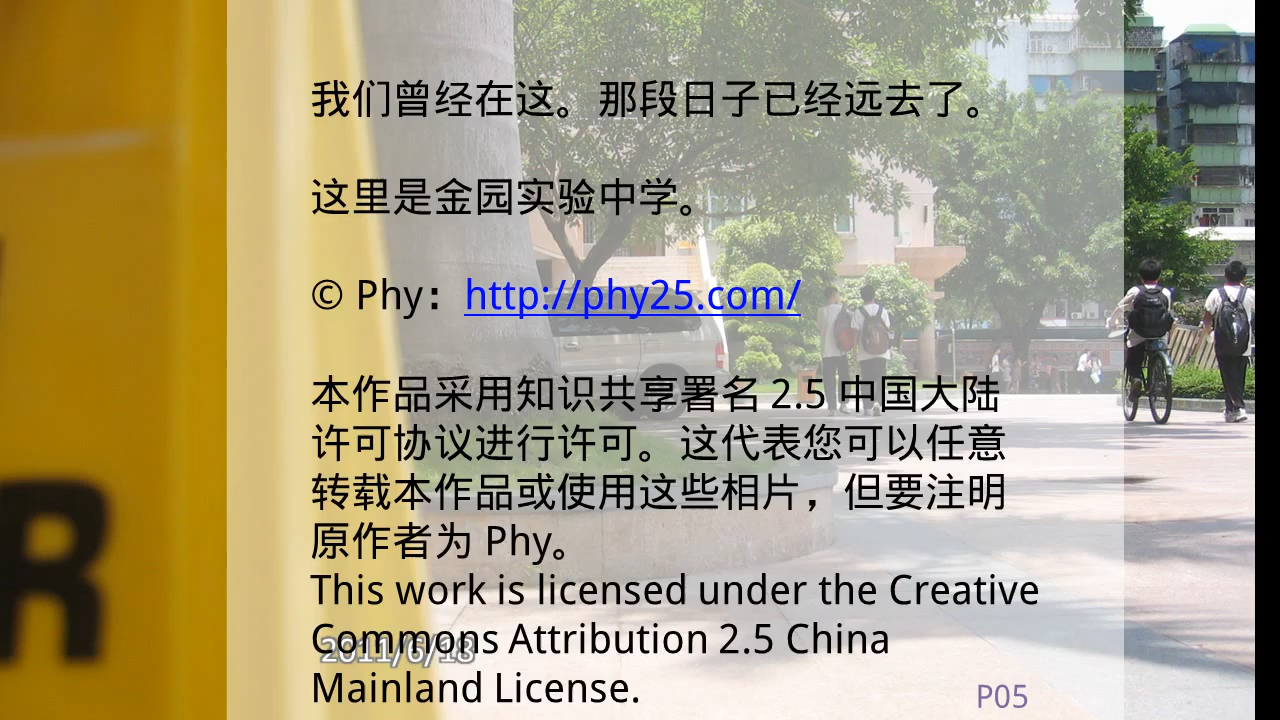 我们曾经在这。那段日子已经远去了。
这里是金园实验中学。
© Phy：http://phy25.com/
本作品采用知识共享署名 2.5 中国大陆
许可协议进行许可。这代表您可以任意
转载本作品或使用这些相片，但要注明
原作者为 Phy。
This work is licensed under the Creative
Commons Attribution 2.5 China
Mainland License.
2011/6/18
P05
R